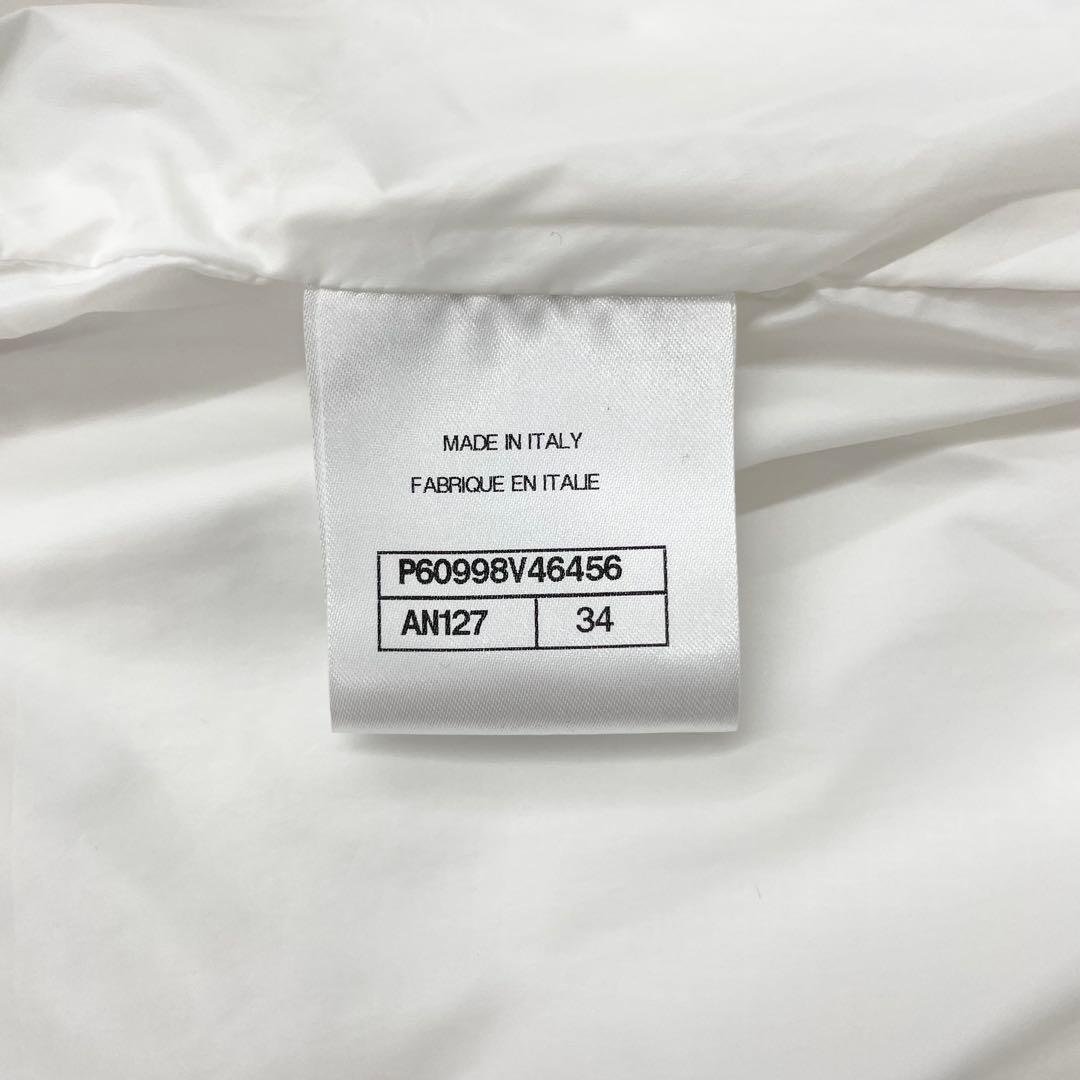 MADE IN ITALY
FABRIQUE EN ITALIE
P60998V46456
AN127 34